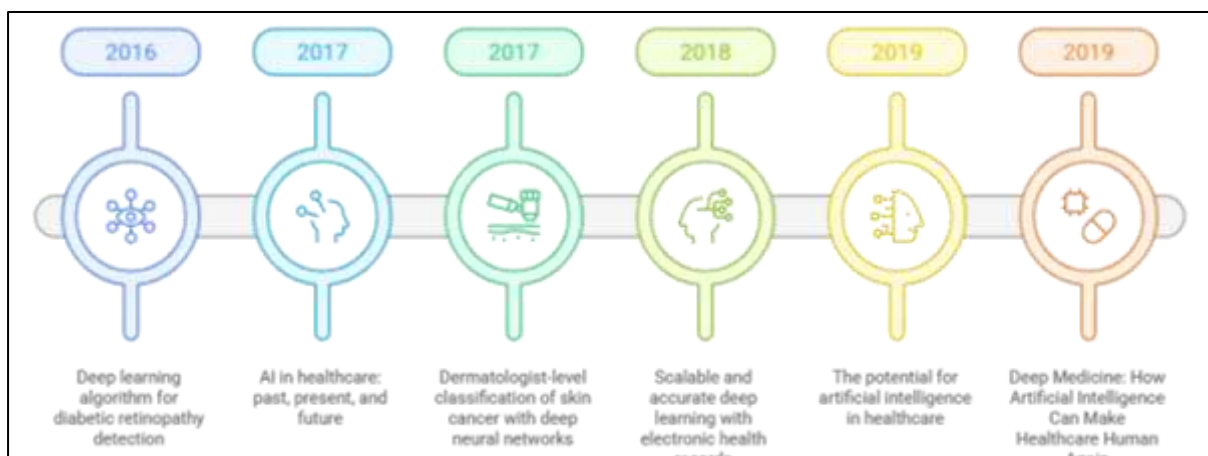 2016
2017
2017
2018
2019
2019
Deep learning
algorithm for
diabetic retinopathy
detection
AI in healthcare:
past, present, and
future
Dermatologist-level
classification of skin
cancer with deep
neural networks
Scalable and
accurate deep
learning with
electronic health
The potential for
artificial intelligence
in healthcare
Deep Medicine: How
Artificial Intelligence
Can Make
Healthcare Human